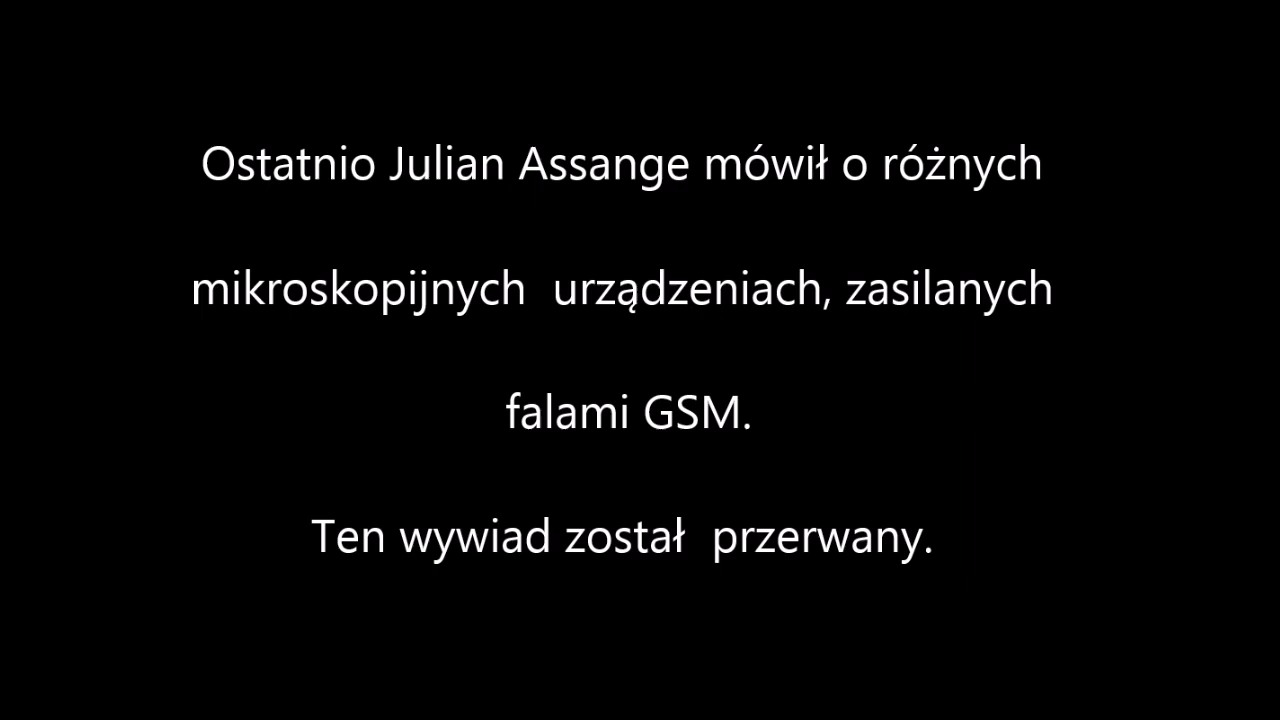 Ostatnio Julian Assange mówił o różnych
mikroskopijnych  urządzeniach, zasilanych
falami GSM.
Ten wywiad został  przerwany.